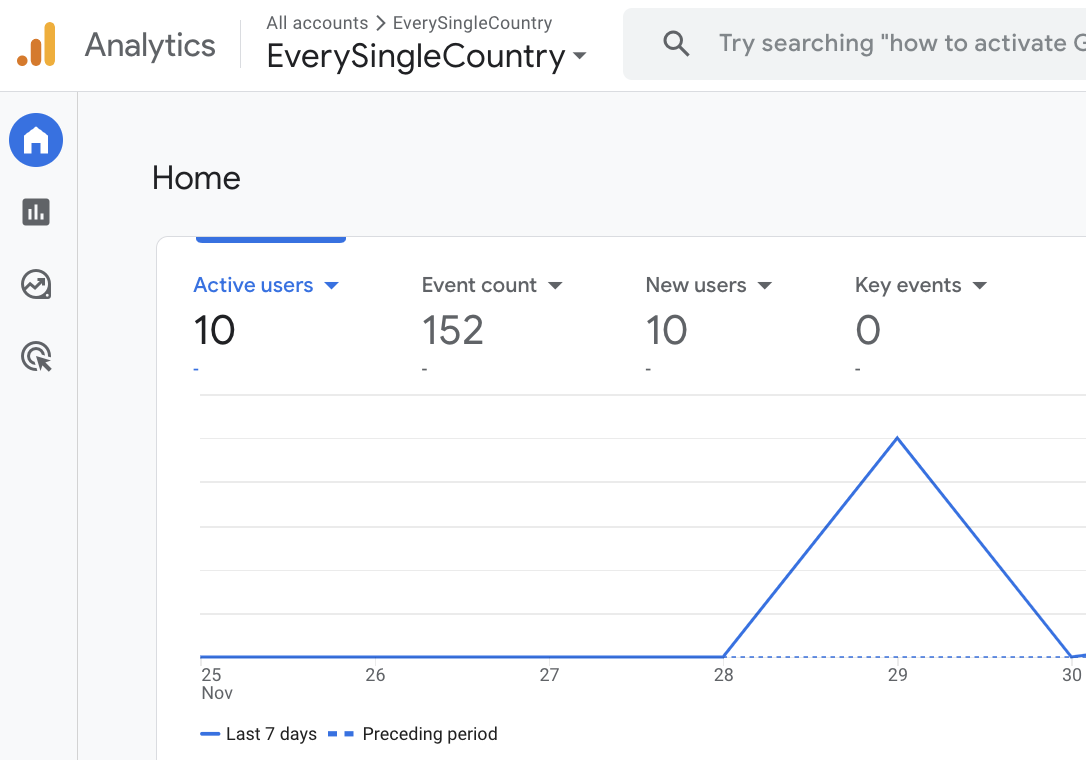 Analytics
All accounts > EverySingleCountry
EverySingleCountry
Try searching "how to activate
Home
Active users
Event count
New users
Key events
10
152
10
0
-
-
-
-
25
26
27
28
29
30
Nov
Last 7 days
Preceding period